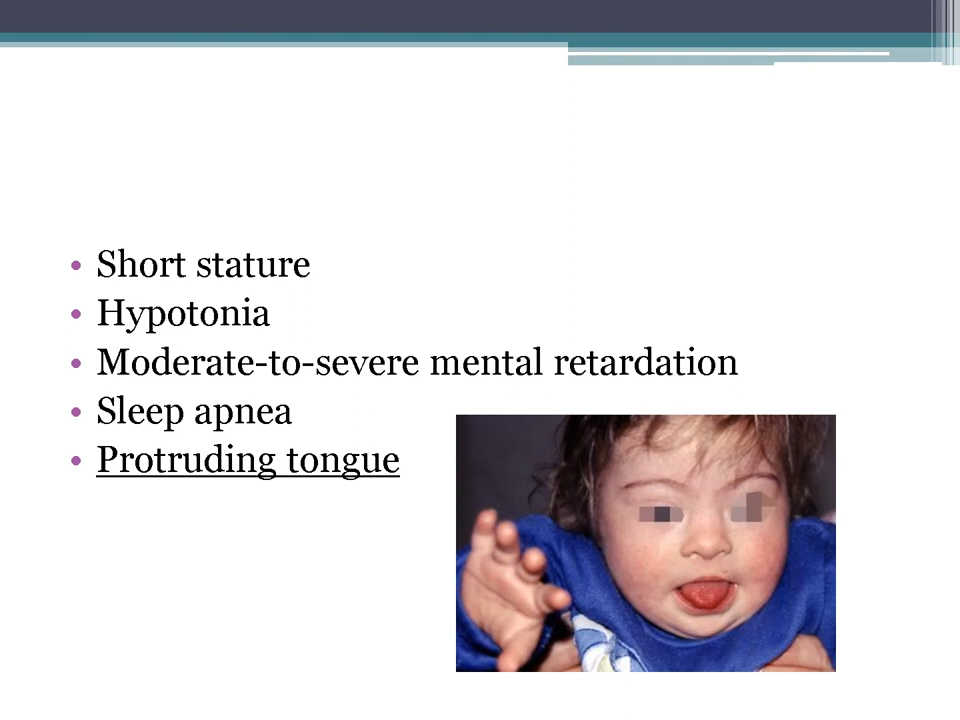 • Short stature
• Hypotonia
• Moderate-to-severe mental retardation
• Sleep apnea
• Protruding tongue